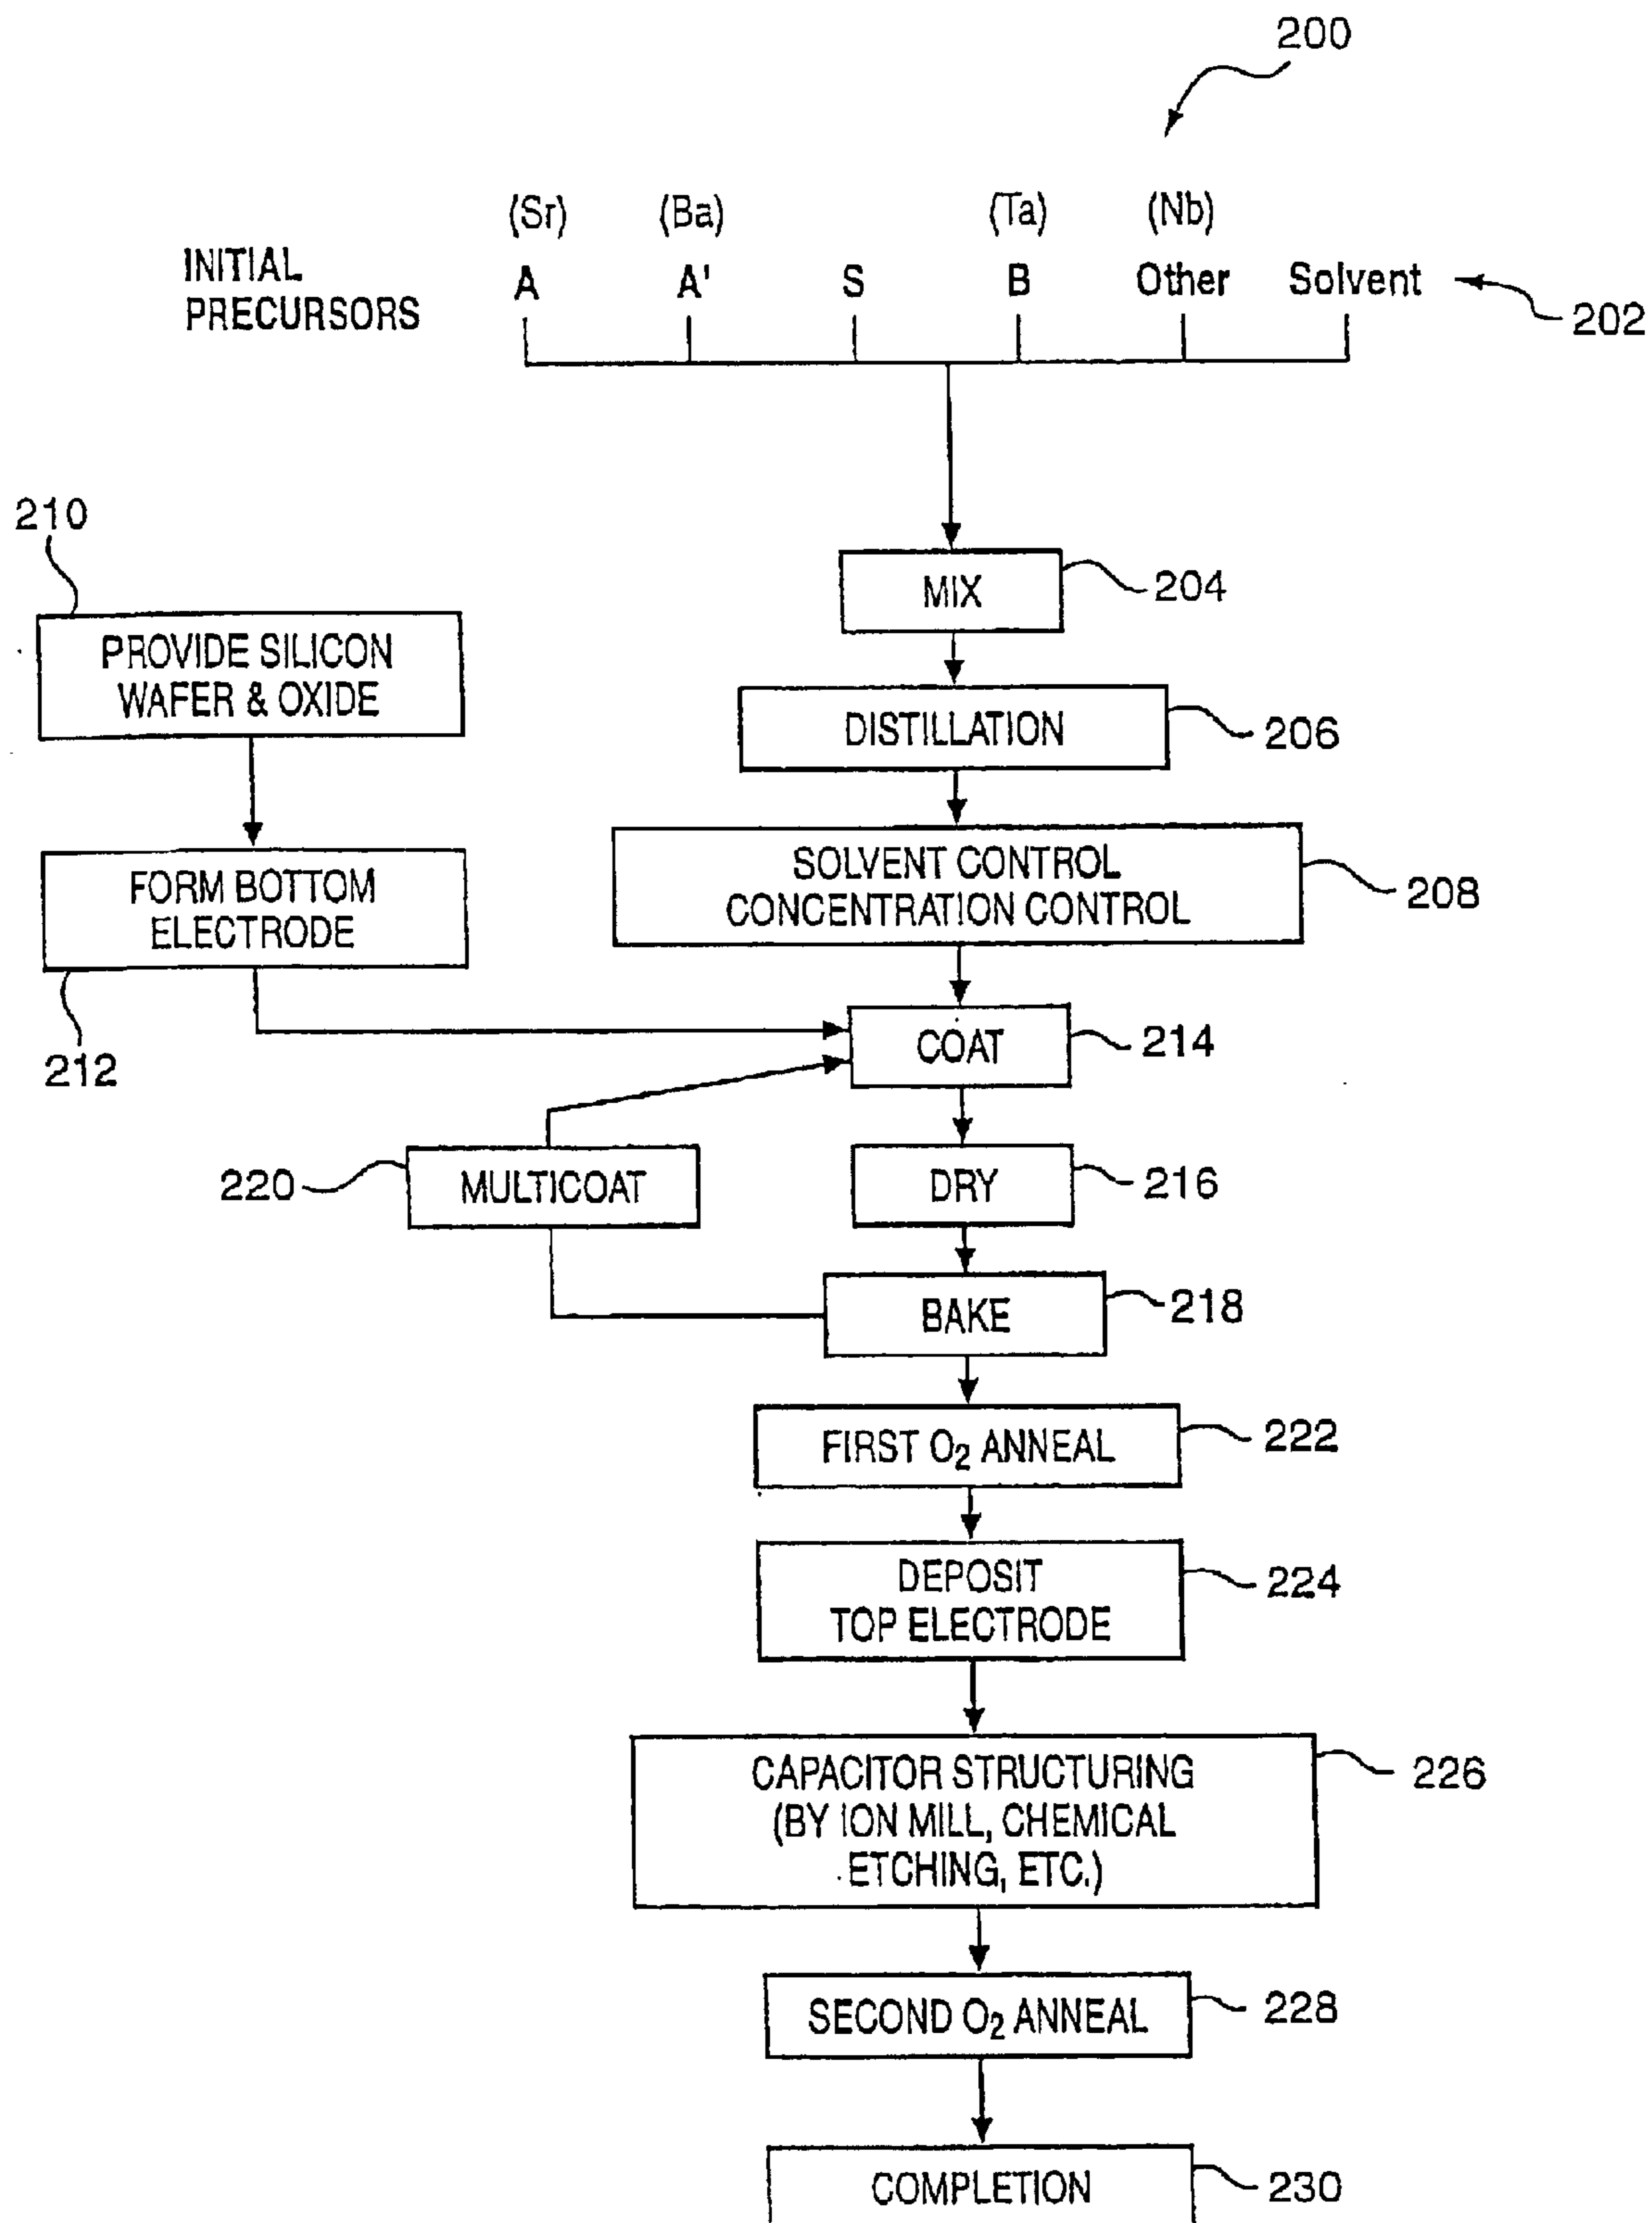 200
(Sr) (Ba) (Ta) (Nb)
INITIAL
PRECURSORS
A A' S B Other Solvent
202
MIX
204
210
PROVIDE SILICON
WAFER & OXIDE
DISTILLATION
206
FORM BOTTOM
ELECTRODE
212
SOLVENT CONTROL
CONCENTRATION CONTROL
208
COAT
214
220
MULTICOAT
DRY
216
BAKE
218
FIRST O₂ ANNEAL
222
DEPOSIT
TOP ELECTRODE
224
CAPACITOR STRUCTURING
(BY ION MILL, CHEMICAL
ETCHING, ETC.)
226
SECOND O₂ ANNEAL
228
COMPLETION
230